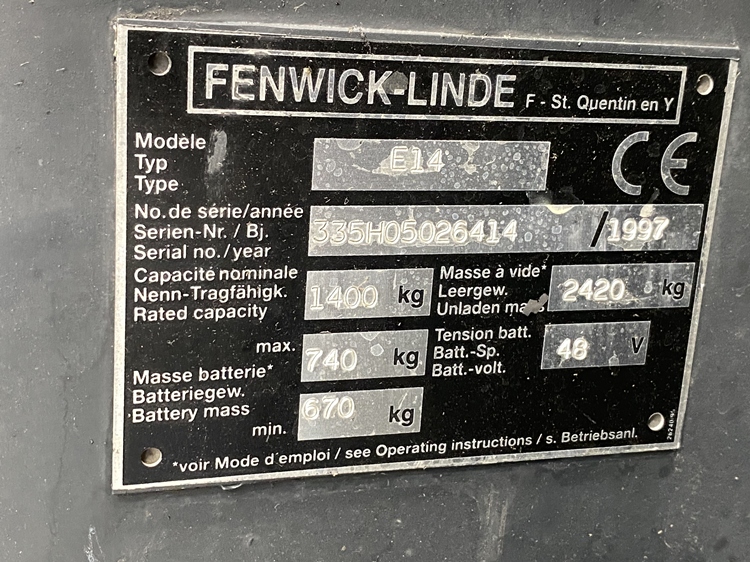 FENWICK-LINDE F - St. Quentin en Y
Modèle
Typ
Type
E14
CE
No. de série/année
Serien-Nr. / Bj.
Serial no./year
335H05026414 / 1997
Capacité nominale
Nenn-Tragfähigk.
Rated capacity
1400 kg
Masse à vide*
Leergew.
Unladen mass
2420 kg
Masse batterie*
Batteriegew.
Battery mass
max.
740 kg
min.
670 kg
Tension batt.
Batt.-Sp.
Batt.-volt.
48 V
*voir Mode d'emploi / see Operating instructions / s. Betriebsanl.